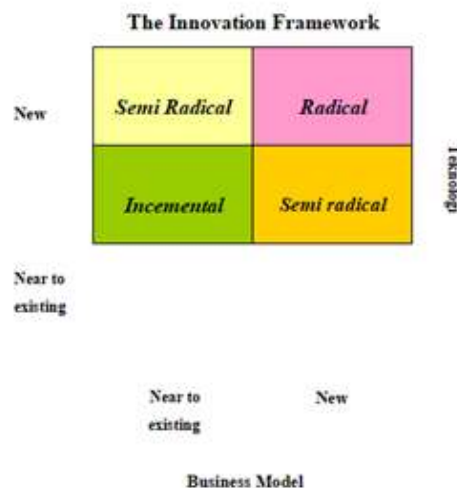 The Innovation Framework
New
Semi Radical
Radical
Teknologi
Incemental
Semi radical
Near to
existing
Near to
existing
New
Business Model